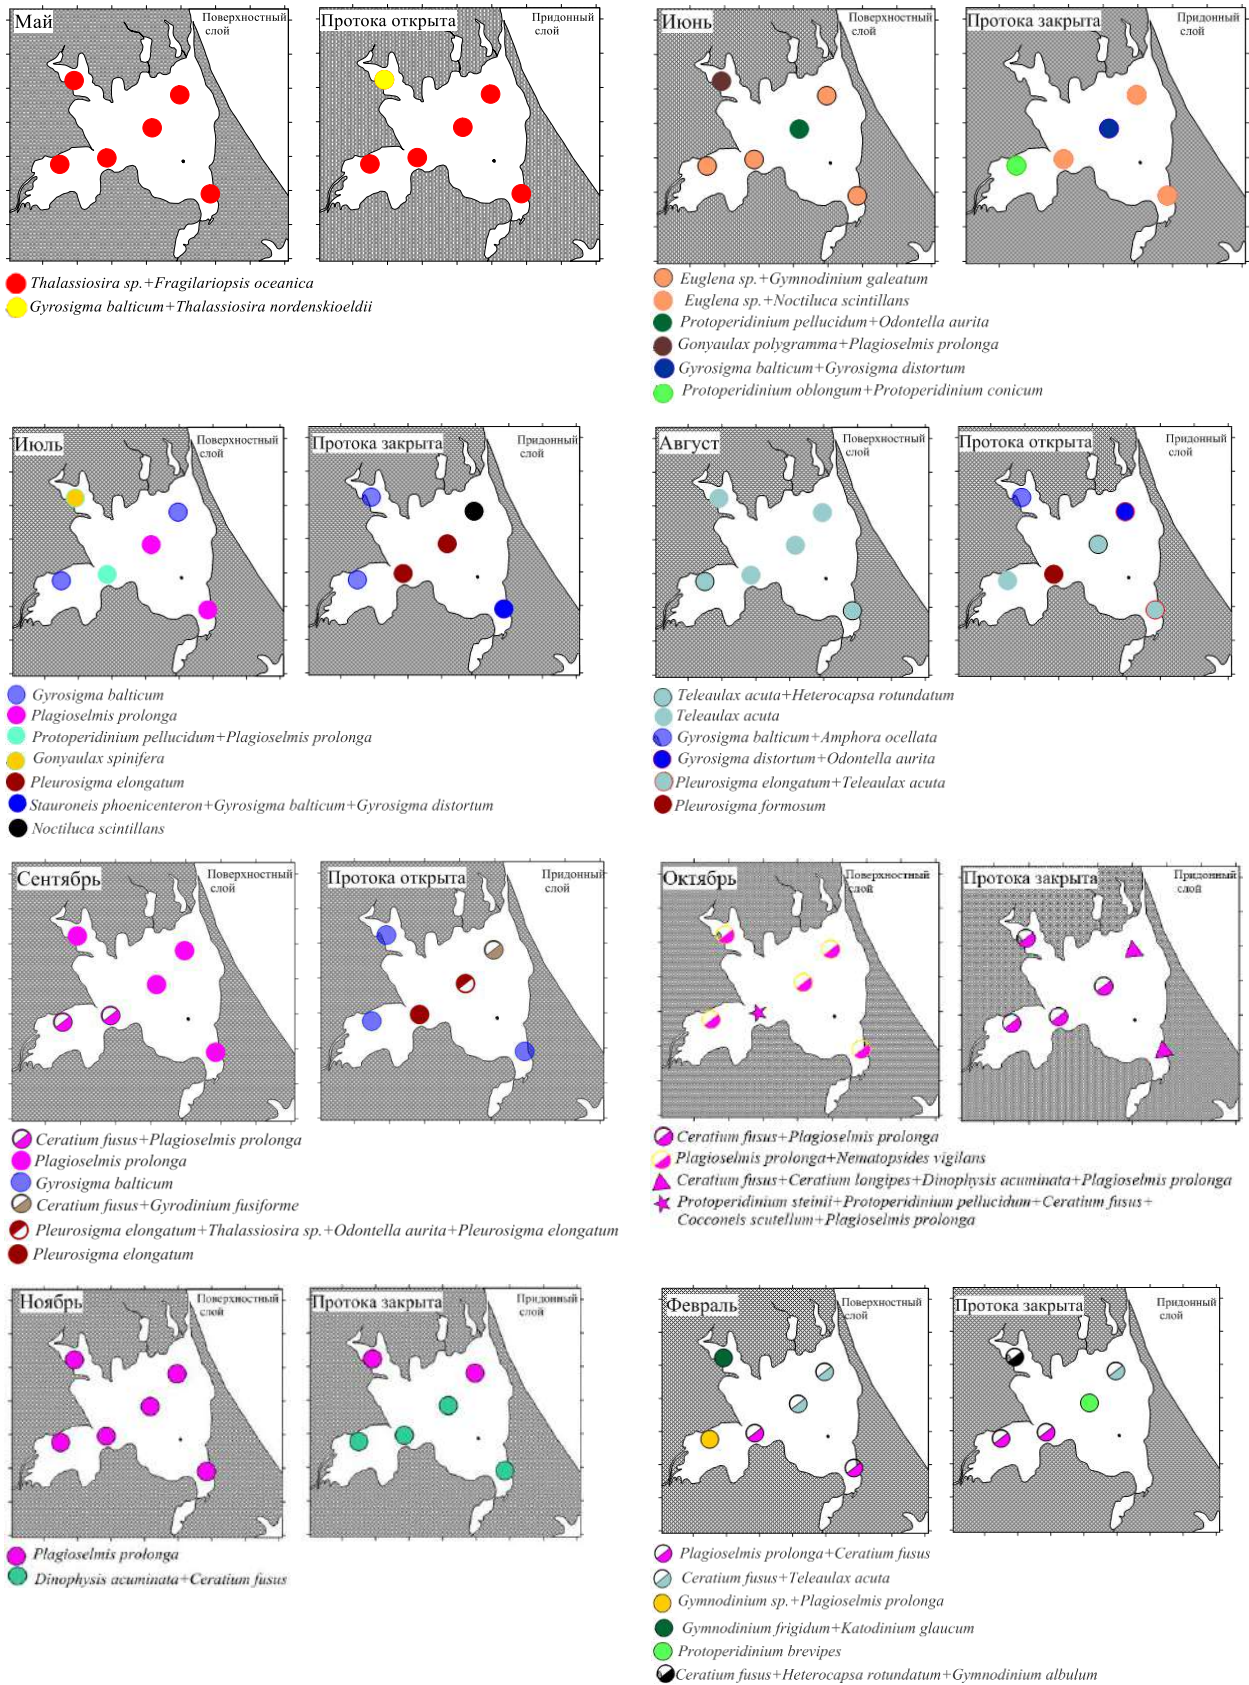 Май
Поверхностный
слой
Протока открыта
Придонный
слой
Thalassiosira sp.+Fragilariopsis oceanica
Gyrosigma balticum+Thalassiosira nordenskioeldii
Июнь
Поверхностный
слой
Протока закрыта
Придонный
слой
Euglena sp.+Gymnodinium galeatum
Euglena sp.+Noctiluca scintillans
Protoperidinium pellucidum+Odontella aurita
Gonyaulax polygramma+Plagioselmis prolonga
Gyrosigma balticum+Gyrosigma distortum
Protoperidinium oblongum+Protoperidinium conicum
Июль
Поверхностный
слой
Протока закрыта
Придонный
слой
Gyrosigma balticum
Plagioselmis prolonga
Protoperidinium pellucidum+Plagioselmis prolonga
Gonyaulax spinifera
Pleurosigma elongatum
Stauroneis phoenicenteron+Gyrosigma balticum+Gyrosigma distortum
Noctiluca scintillans
Август
Поверхностный
слой
Протока открыта
Придонный
слой
Teleaulax acuta+Heterocapsa rotundatum
Teleaulax acuta
Gyrosigma balticum+Amphora ocellata
Gyrosigma distortum+Odontella aurita
Pleurosigma elongatum+Teleaulax acuta
Pleurosigma formosum
Сентябрь
Поверхностный
слой
Протока открыта
Придонный
слой
Ceratium fusus+Plagioselmis prolonga
Plagioselmis prolonga
Gyrosigma balticum
Ceratium fusus+Gyrodinium fusiforme
Pleurosigma elongatum+Thalassiosira sp.+Odontella aurita+Pleurosigma elongatum
Pleurosigma elongatum
Октябрь
Поверхностный
слой
Протока закрыта
Придонный
слой
Ceratium fusus+Plagioselmis prolonga
Plagioselmis prolonga+Nematopsides vigilans
Ceratium fusus+Ceratium longipes+Dinophysis acuminata+Plagioselmis prolonga
Protoperidinium steinii+Protoperidinium pellucidum+Ceratium fusus+
Cocconeis scutellum+Plagioselmis prolonga
Ноябрь
Поверхностный
слой
Протока закрыта
Придонный
слой
Plagioselmis prolonga
Dinophysis acuminata+Ceratium fusus
Февраль
Поверхностный
слой
Протока закрыта
Придонный
слой
Plagioselmis prolonga+Ceratium fusus
Ceratium fusus+Teleaulax acuta
Gymnodinium sp.+Plagioselmis prolonga
Gymnodinium frigidum+Katodinium glaucum
Protoperidinium brevipes
Ceratium fusus+Heterocapsa rotundatum+Gymnodinium albulum